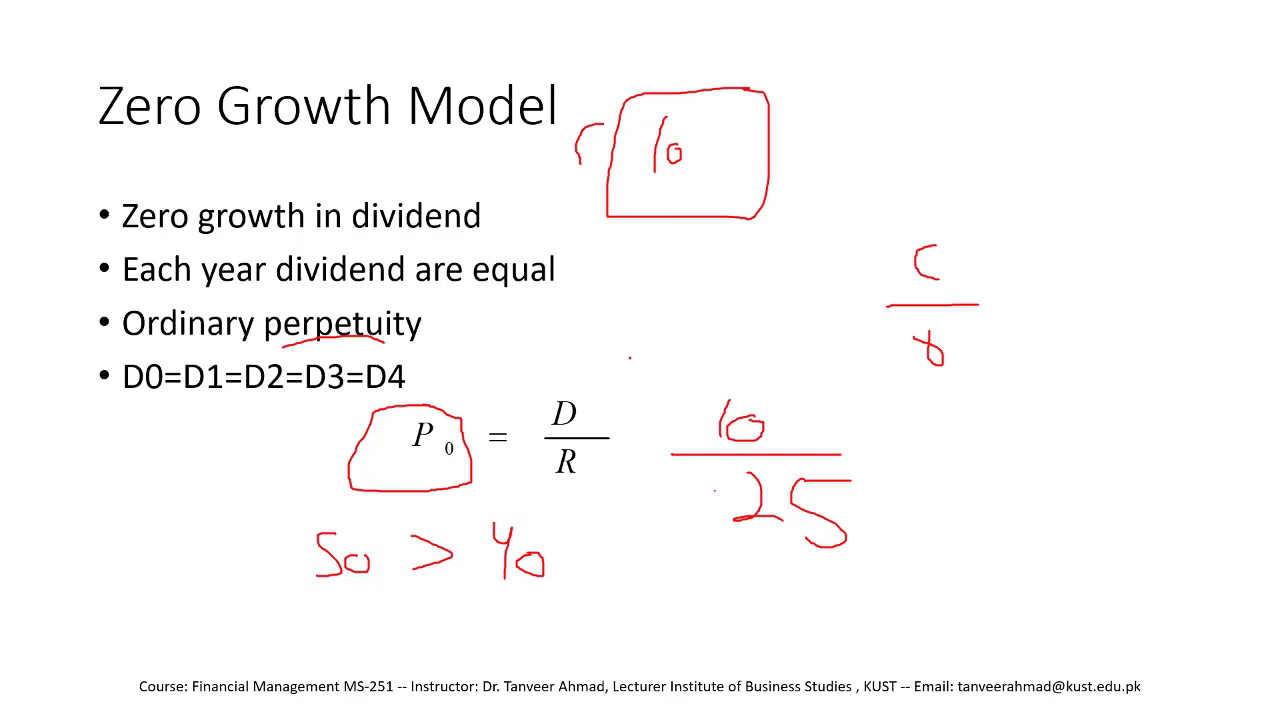 Zero Growth Model
10
• Zero growth in dividend
• Each year dividend are equal
• Ordinary perpetuity
• D0=D1=D2=D3=D4
C
P 0 = D
R
10
25
50 > 40
Course: Financial Management MS-251 -- Instructor: Dr. Tanveer Ahmad, Lecturer Institute of Business Studies , KUST -- Email: tanveerahmad@kust.edu.pk